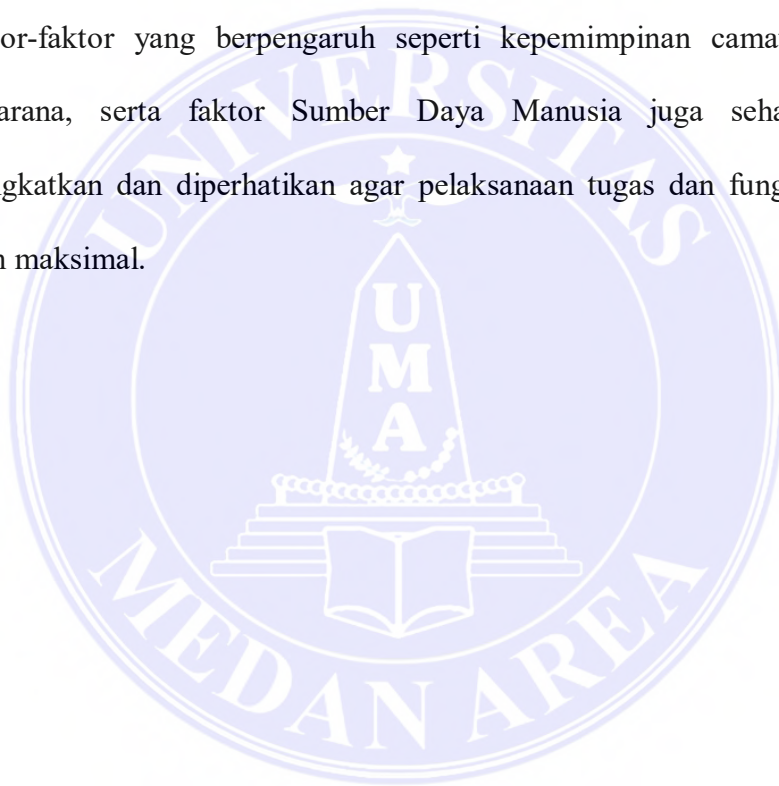 or-faktor yang berpengaruh seperti kepemimpinan cama
arana, serta faktor Sumber Daya Manusia juga seha
ngkatkan dan diperhatikan agar pelaksanaan tugas dan fung
n maksimal.
UNIVERSITAS
U
M
A
MEDAN AREA